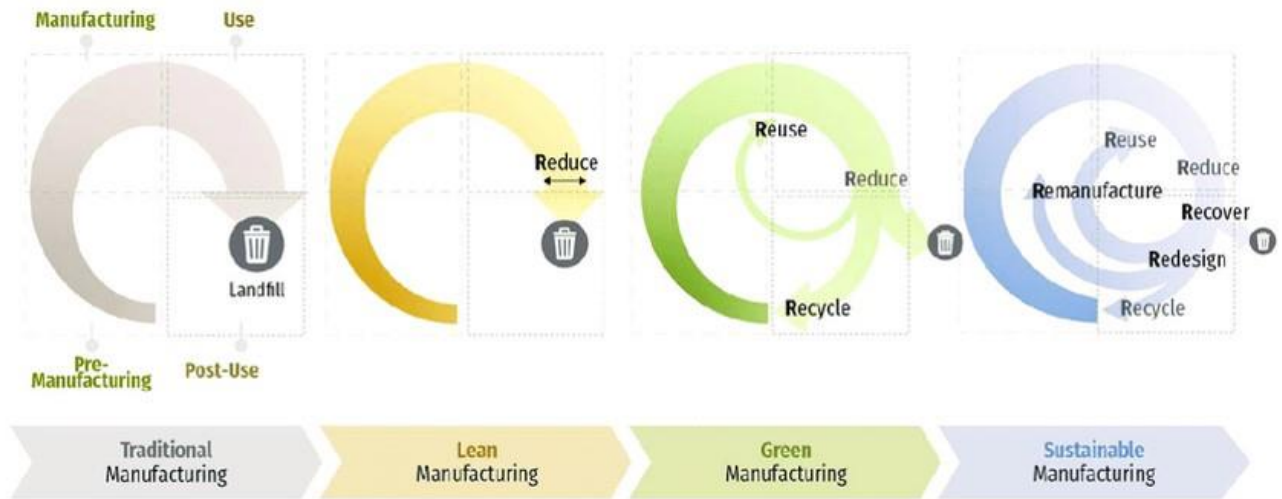 Manufacturing
Use
Landfill
Pre-
Manufacturing
Post-Use
Reduce
Reuse
Reduce
Recycle
Reuse
Reduce
Remanufacture
Recover
Redesign
Recycle
Traditional
Manufacturing
Lean
Manufacturing
Green
Manufacturing
Sustainable
Manufacturing